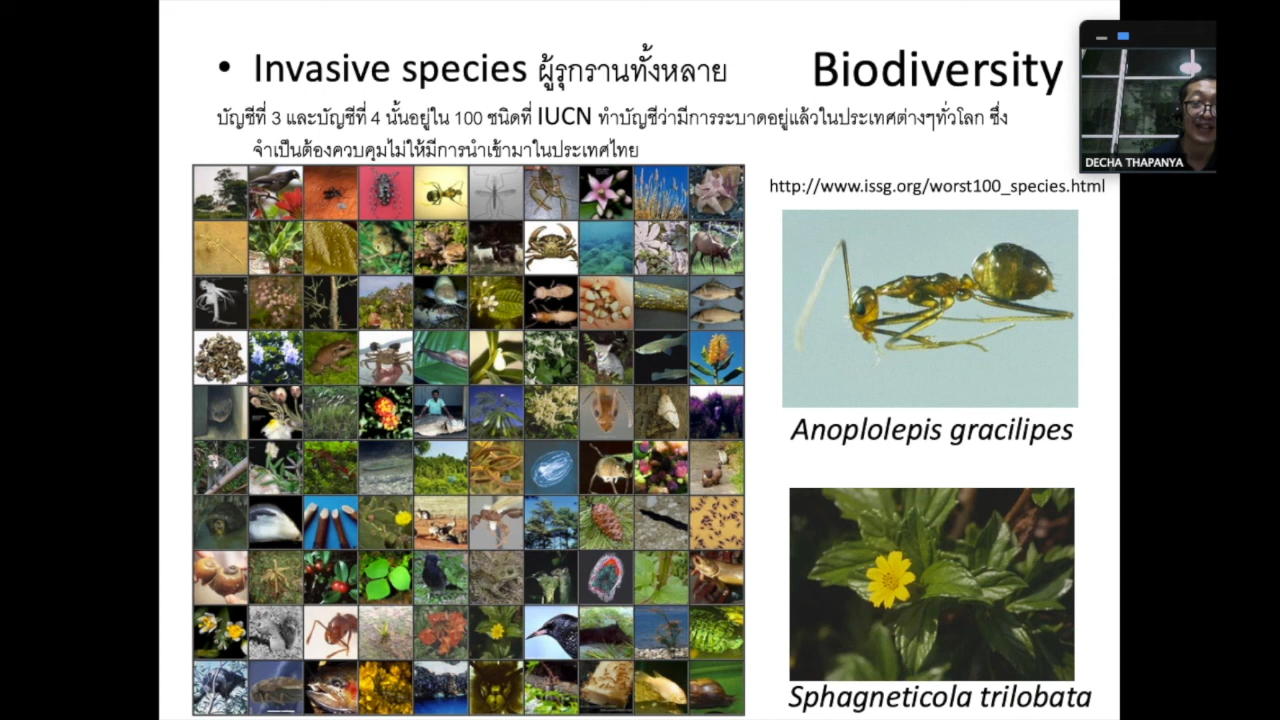 • Invasive species ผู้รุกรานทั้งหลาย
Biodiversity
บัญชีที่ 3 และบัญชีที่ 4 นั้นอยู่ใน 100 ชนิดที่ IUCN ทำบัญชีว่ามีการระบาดอยู่แล้วในประเทศต่างๆทั่วโลก ซึ่ง
จำเป็นต้องควบคุมไม่ให้มีการนำเข้ามาในประเทศไทย
DECHA THAPANYA
http://www.issg.org/worst100_species.html
Anoplolepis gracilipes
Sphagneticola trilobata